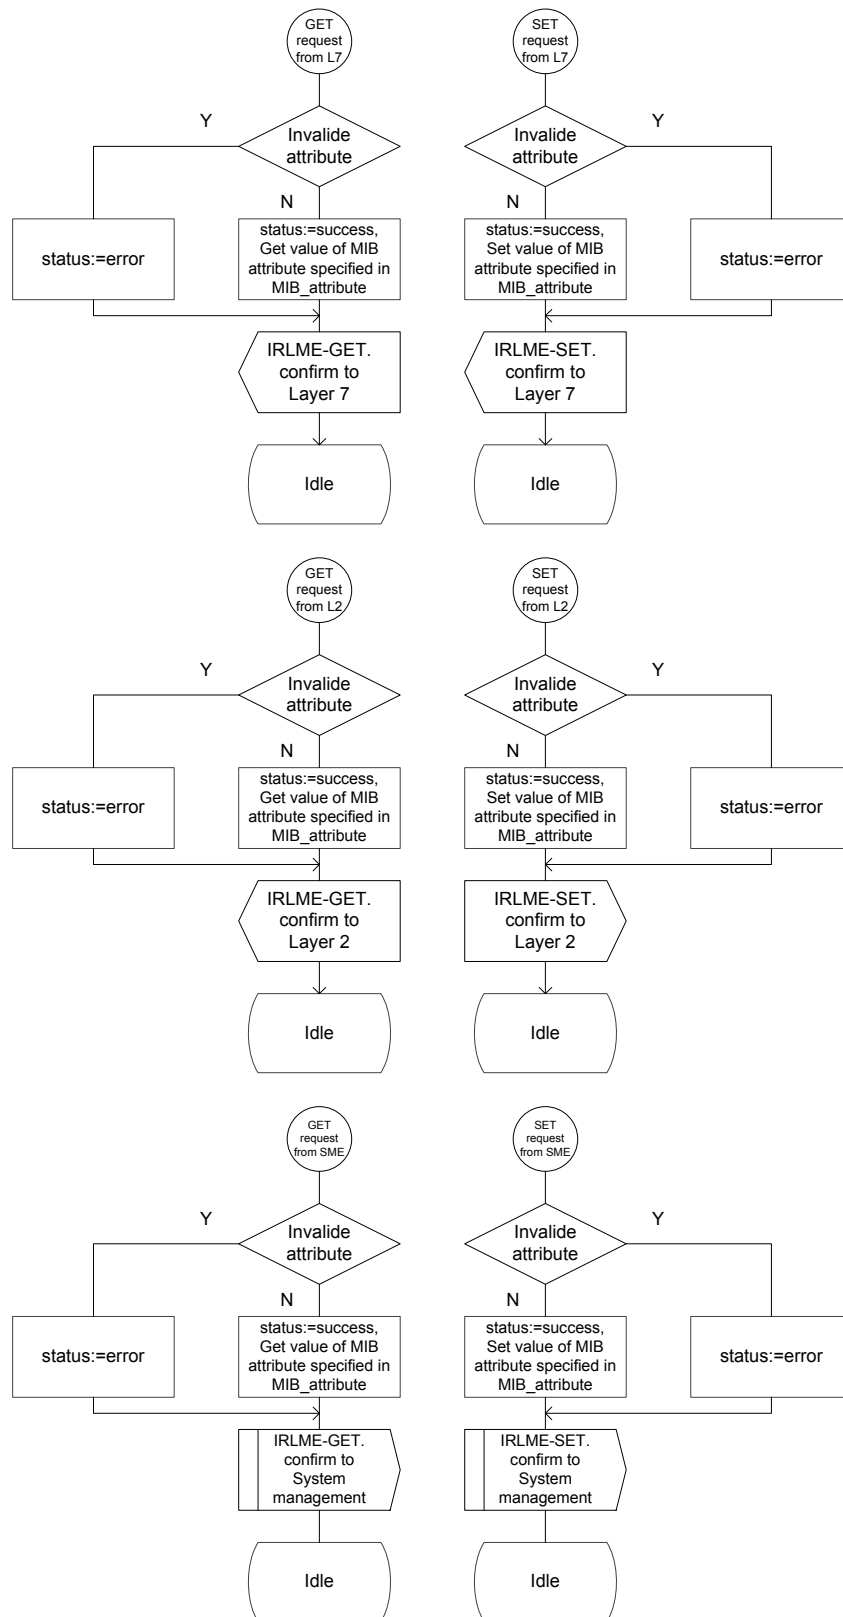 GET
request
from L7
SET
request
from L7
Y
Invalide
attribute
N
Invalide
attribute
Y
N
status:=error
status:=success,
Get value of MIB
attribute specified in
MIB_attribute
status:=success,
Set value of MIB
attribute specified in
MIB_attribute
status:=error
IRLME-GET.
confirm to
Layer 7
IRLME-SET.
confirm to
Layer 7
Idle
Idle
GET
request
from L2
SET
request
from L2
Y
Invalide
attribute
N
Invalide
attribute
Y
N
status:=error
status:=success,
Get value of MIB
attribute specified in
MIB_attribute
status:=success,
Set value of MIB
attribute specified in
MIB_attribute
status:=error
IRLME-GET.
confirm to
Layer 2
IRLME-SET.
confirm to
Layer 2
Idle
Idle
GET
request
from SME
SET
request
from SME
Y
Invalide
attribute
N
Invalide
attribute
Y
N
status:=error
status:=success,
Get value of MIB
attribute specified in
MIB_attribute
status:=success,
Set value of MIB
attribute specified in
MIB_attribute
status:=error
IRLME-GET.
confirm to
System
management
IRLME-SET.
confirm to
System
management
Idle
Idle